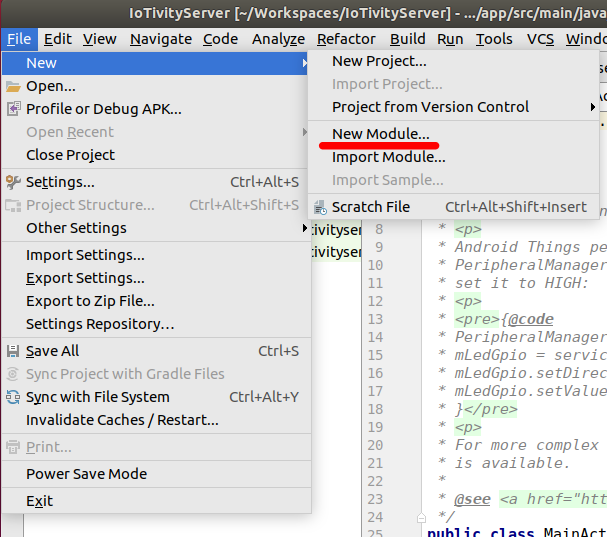 IoTivityServer [~/Workspaces/IoTivityServer] - .../app/src/main/java
File Edit View Navigate Code Analyze Refactor Build Run Tools VCS Windo
New
Open...
Profile or Debug APK...
Open Recent
Close Project
Settings... Ctrl+Alt+S
Project Structure... Ctrl+Alt+Shift+S
Other Settings
Import Settings...
Export Settings...
Export to Zip File...
Settings Repository...
Save All Ctrl+S
Sync Project with Gradle Files
Sync with File System Ctrl+Alt+Y
Invalidate Caches / Restart...
Print...
Power Save Mode
Exit
New Project...
Import Project...
Project from Version Control
New Module...
Import Module...
Import Sample...
Scratch File Ctrl+Alt+Shift+Insert
tivityser
tivityser
8 * <p>
9 * Android Things pe
10 * PeripheralManager
11 * set it to HIGH:
12 * <p>
13 * <pre>{@code
14 * PeripheralManager
15 * mLedGpio = servic
16 * mLedGpio.setDirec
17 * mLedGpio.setValue
18 * }</pre>
19 * <p>
20 * For more complex
21 * is available.
22 *
23 * @see <a href="htt
24 */
25 public class MainAct